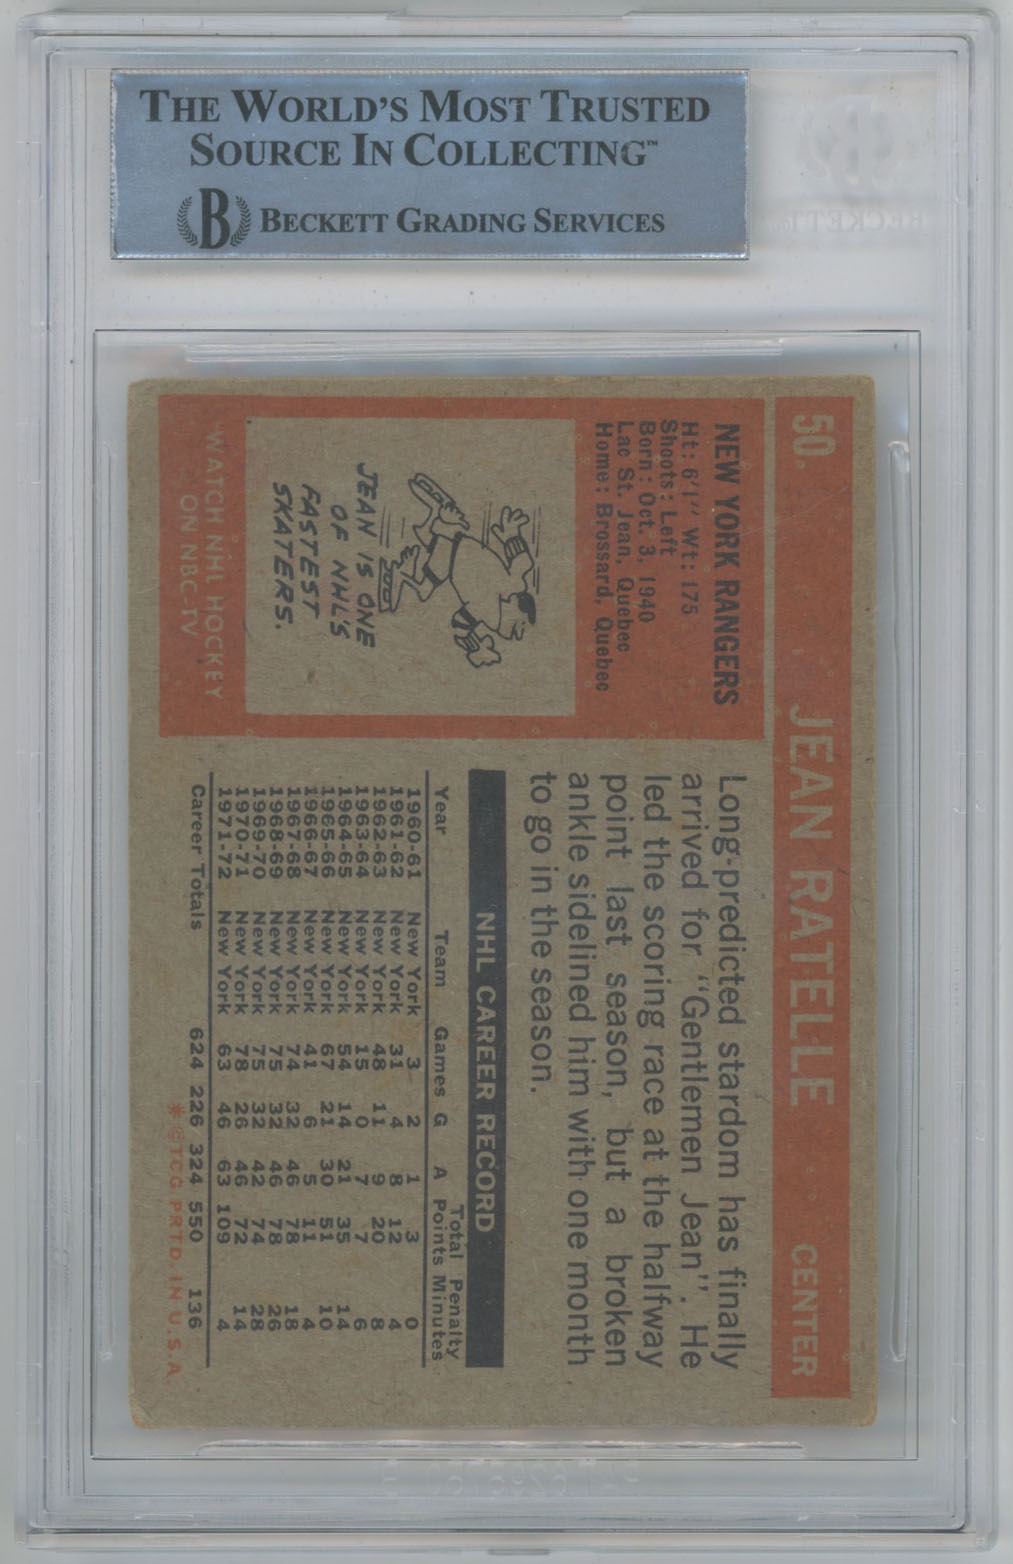 THE WORLD'S MOST TRUSTED
SOURCE IN COLLECTING™
B BECKETT GRADING SERVICES
50 JEAN RATELLE CENTER
NEW YORK RANGERS
Ht: 6'1" Wt: 175
Shoots: Left
Born: Oct. 3, 1940
Lac St. Jean, Quebec
Home: Brossard, Quebec
JEAN IS ONE
OF NHL'S
FASTEST
SKATERS.
WATCH NHL HOCKEY
ON NBC-TV
Long-predicted stardom has finally
arrived for "Gentlemen Jean". He
led the scoring race at the halfway
point last season, but a broken
ankle sidelined him with one month
to go in the season.
NHL CAREER RECORD
Year Team Games G A Total Points Penalty Minutes
1960-61 New York 3 2 1 3 0
1961-62 New York 31 4 8 12 4
1962-63 New York 48 11 9 20 8
1963-64 New York 15 0 7 7 6
1964-65 New York 54 14 21 35 14
1965-66 New York 67 21 30 51 10
1966-67 New York 41 6 5 11 4
1967-68 New York 74 32 46 78 18
1968-69 New York 75 32 46 78 26
1969-70 New York 75 32 42 74 28
1970-71 New York 78 26 46 72 14
1971-72 New York 63 46 63 109 4
Career Totals 624 226 324 550 136
*©TCG PRTD. IN U.S.A.